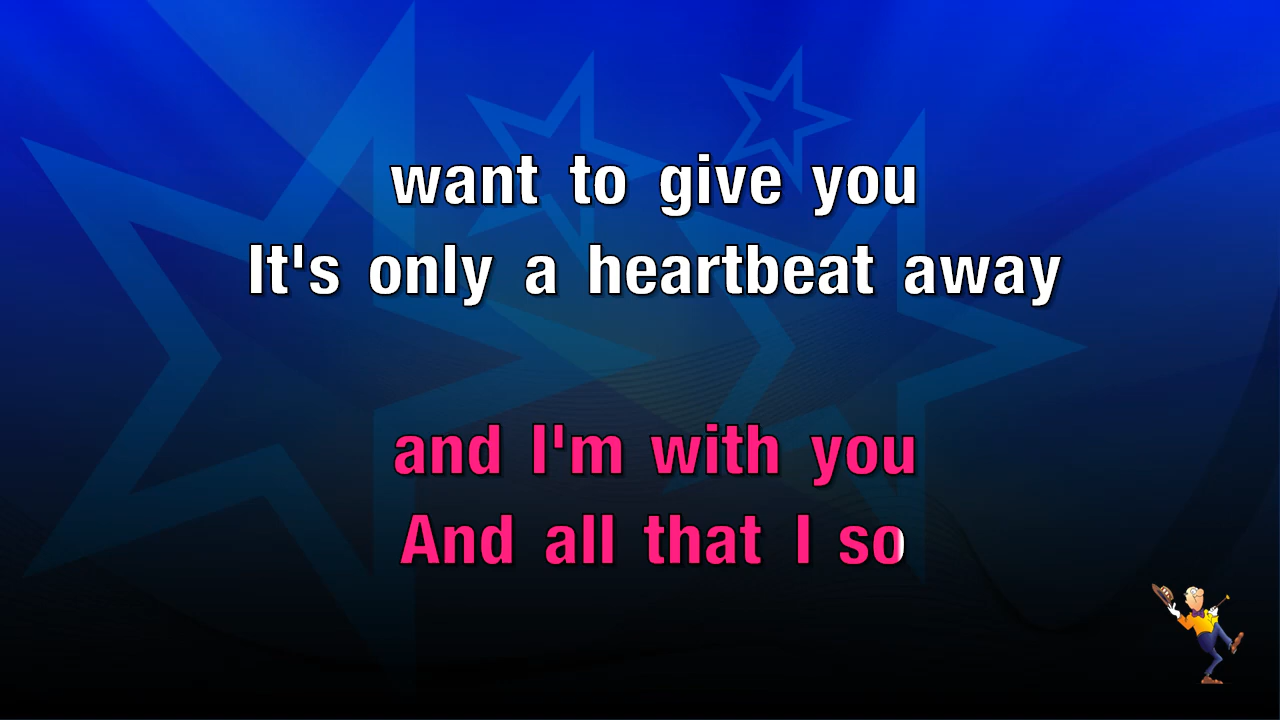 want to give you
It's only a heartbeat away
and I'm with you
And all that I so